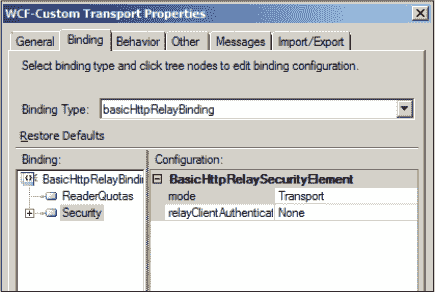 WCF-Custom Transport Properties
General Binding Behavior Other Messages Import/Export
Select binding type and click tree nodes to edit binding configuration.
Binding Type: basicHttpRelayBinding
Restore Defaults
Binding: Configuration:
BasicHttpRelayBindi BasicHttpRelaySecurityElement
ReaderQuotas mode Transport
Security relayClientAuthenticat None